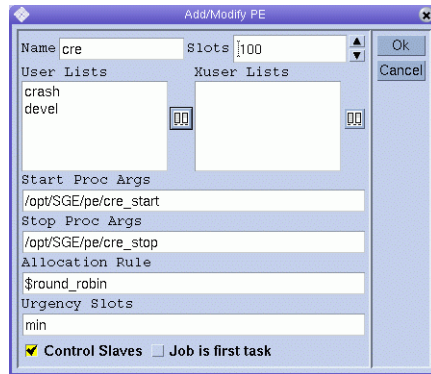 Add/Modify PE
Name cre Slots 100 Ok
User Lists Xuser Lists Cancel
crash
devel
Start Proc Args
/opt/SGE/pe/cre_start
Stop Proc Args
/opt/SGE/pe/cre_stop
Allocation Rule
$round_robin
Urgency Slots
min
Control Slaves Job is first task